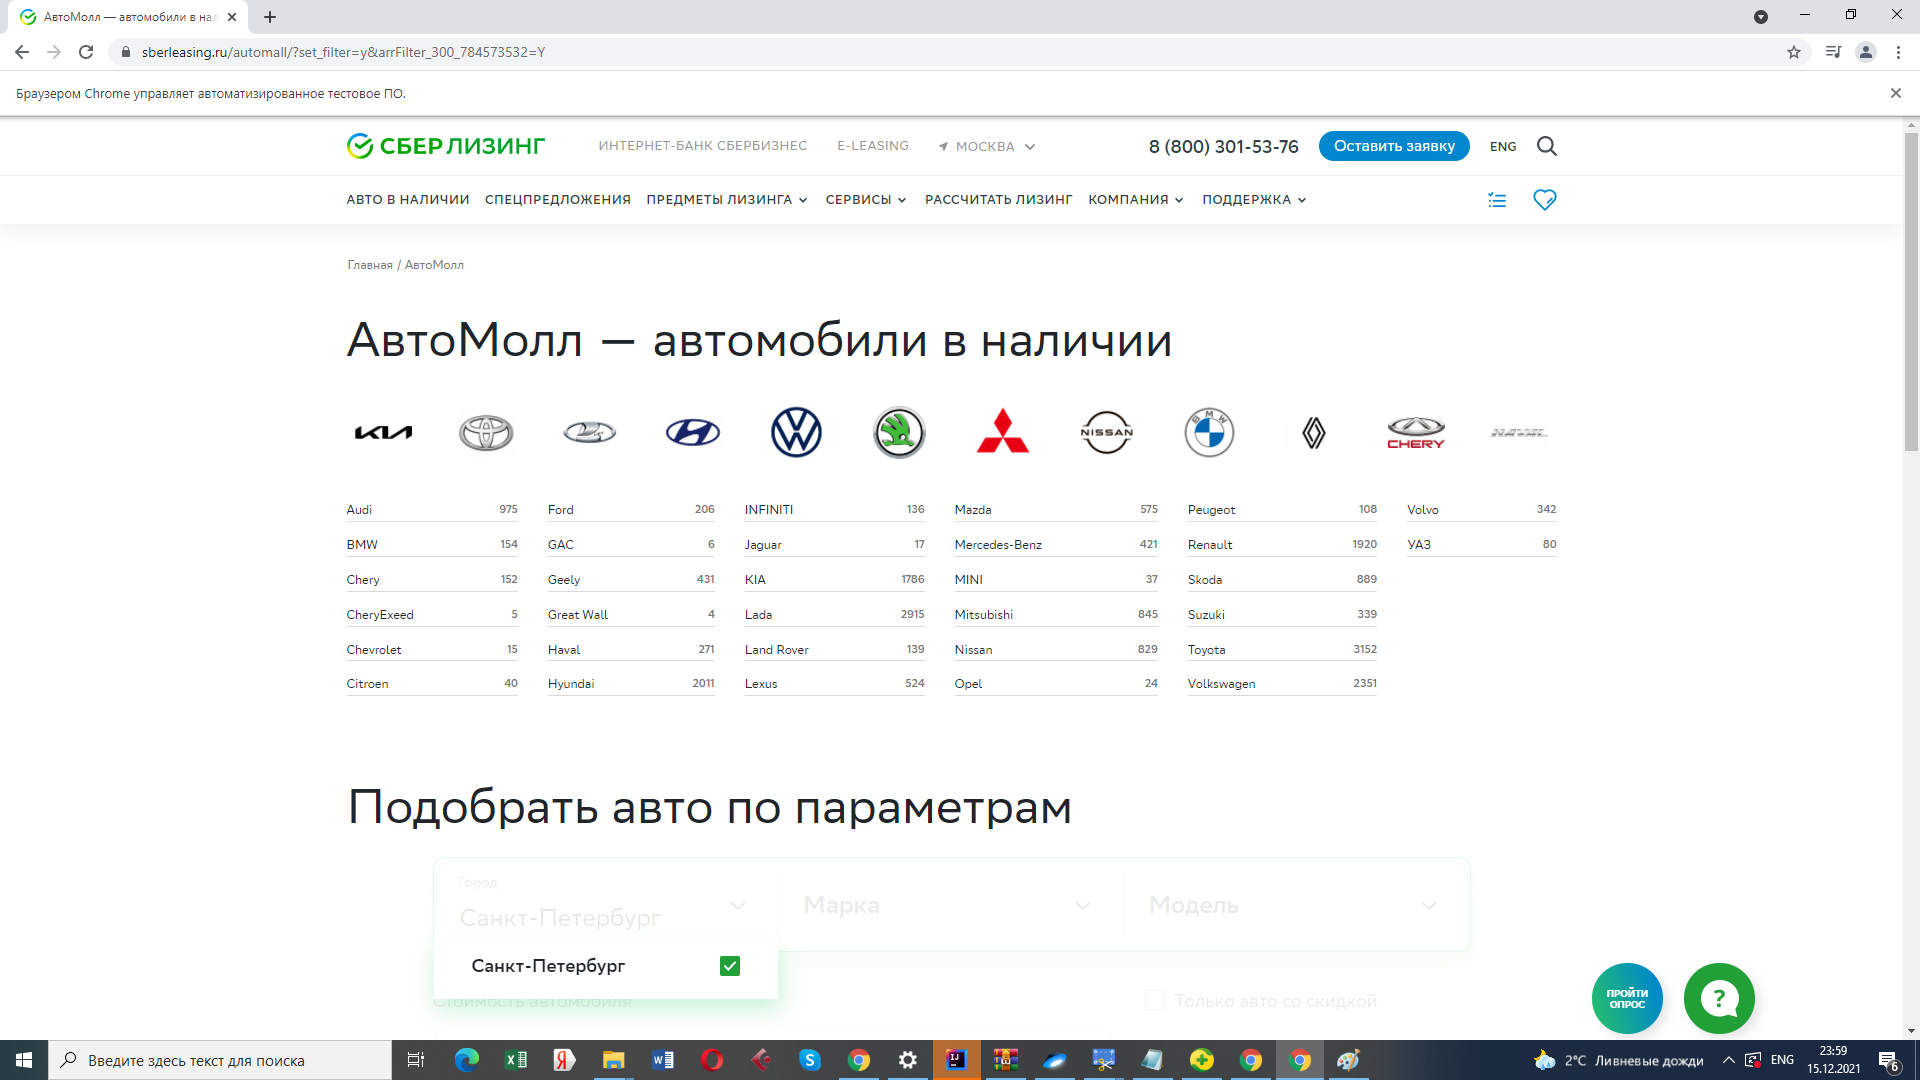 АвтоМолл — автомобили в нал
sberleasing.ru/automall/?set_filter=y&arrFilter_300_784573532=Y
Браузером Chrome управляет автоматизированное тестовое ПО.
СБЕР ЛИЗИНГ
ИНТЕРНЕТ-БАНК СБЕРБИЗНЕС
E-LEASING
МОСКВА
8 (800) 301-53-76
Оставить заявку
ENG
АВТО В НАЛИЧИИ
СПЕЦПРЕДЛОЖЕНИЯ
ПРЕДМЕТЫ ЛИЗИНГА
СЕРВИСЫ
РАССЧИТАТЬ ЛИЗИНГ
КОМПАНИЯ
ПОДДЕРЖКА
Главная / АвтоМолл
АвтоМолл — автомобили в наличии
NISSAN
BMW
CHERY
HAVAL
Audi 975
BMW 154
Chery 152
CheryExeed 5
Chevrolet 15
Citroen 40
Ford 206
GAC 6
Geely 431
Great Wall 4
Haval 271
Hyundai 2011
INFINITI 136
Jaguar 17
KIA 1786
Lada 2915
Land Rover 139
Lexus 524
Mazda 575
Mercedes-Benz 421
MINI 37
Mitsubishi 845
Nissan 829
Opel 24
Peugeot 108
Renault 1920
Skoda 889
Suzuki 339
Toyota 3152
Volkswagen 2351
Volvo 342
УАЗ 80
Подобрать авто по параметрам
Город
Санкт-Петербург
Марка
Модель
Санкт-Петербург
Стоимость автомобиля
Только авто со скидкой
ПРОЙТИ
ОПРОС
?
Введите здесь текст для поиска
2°C Ливневые дожди
ENG
23:59
15.12.2021
6